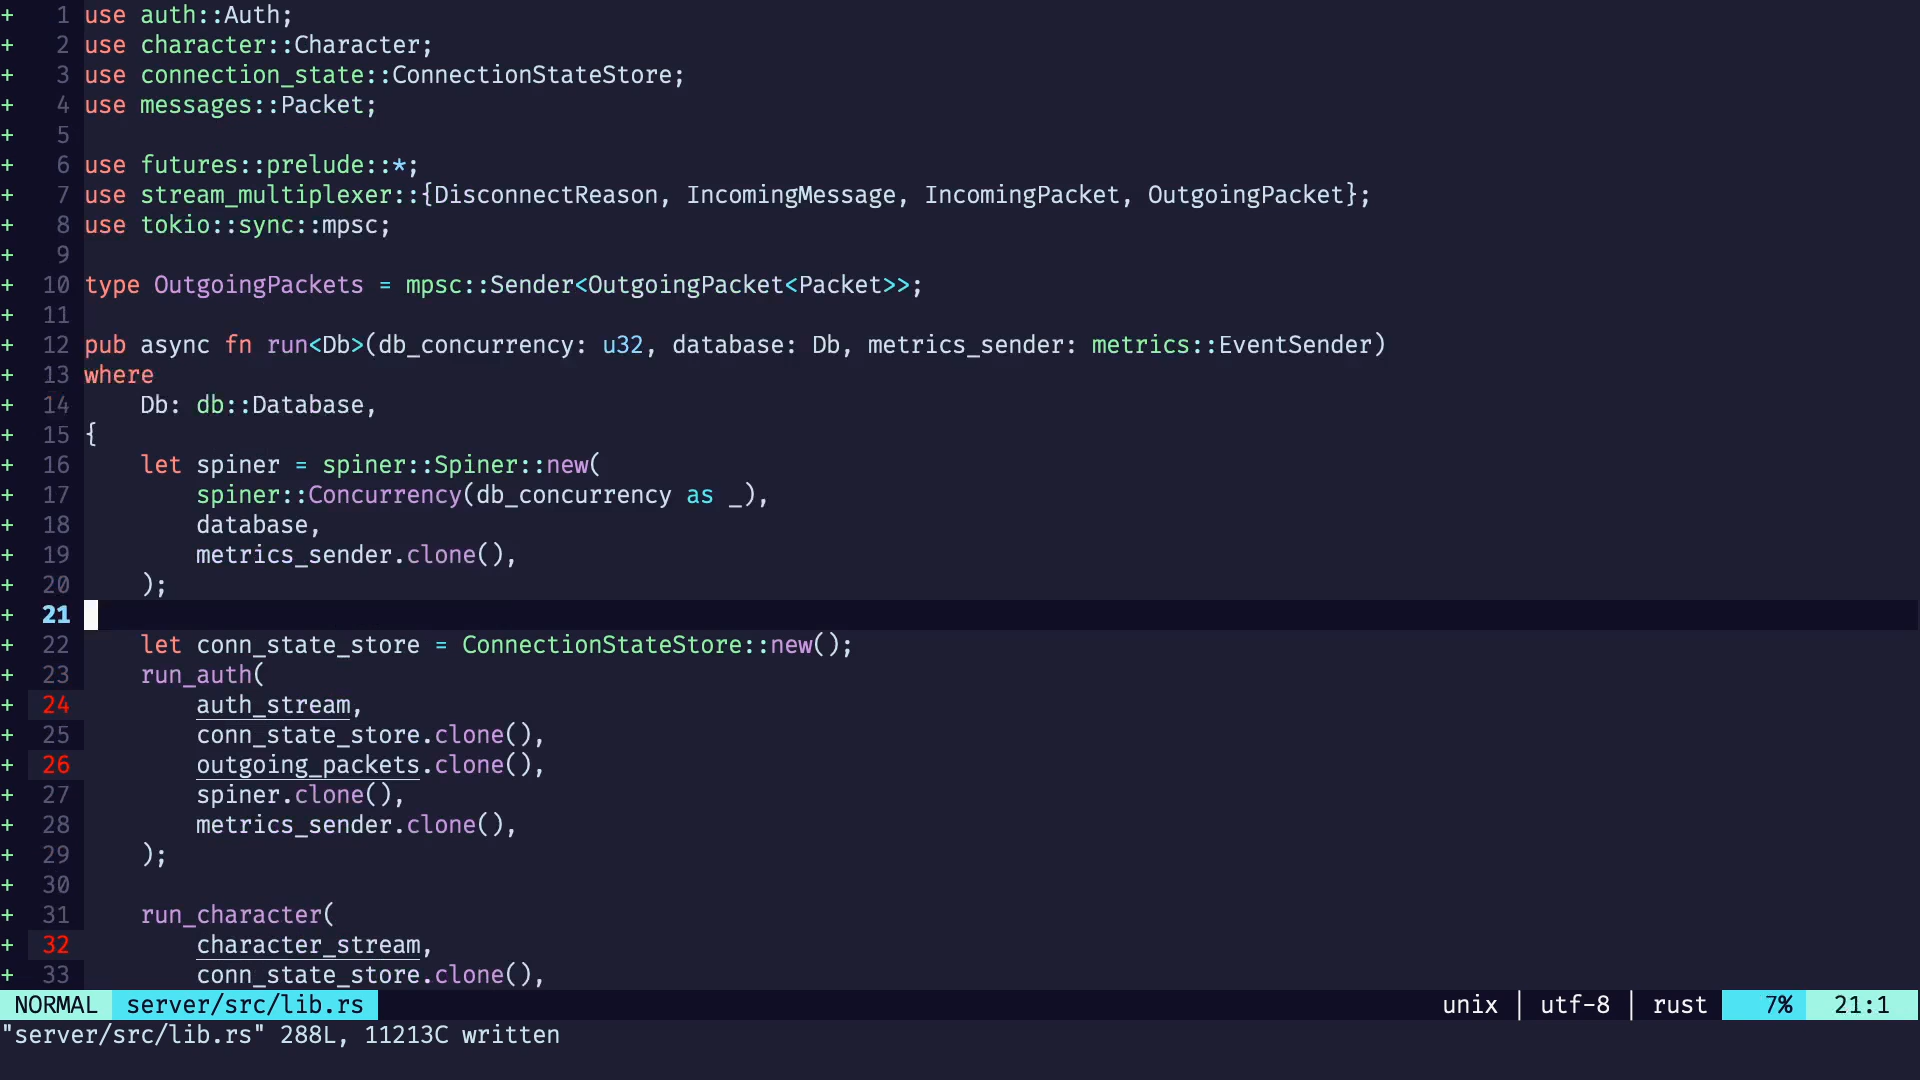 + 1 use auth::Auth;
+ 2 use character::Character;
+ 3 use connection_state::ConnectionStateStore;
+ 4 use messages::Packet;
+ 5
+ 6 use futures::prelude::*;
+ 7 use stream_multiplexer::{DisconnectReason, IncomingMessage, IncomingPacket, OutgoingPacket};
+ 8 use tokio::sync::mpsc;
+ 9
+ 10 type OutgoingPackets = mpsc::Sender<OutgoingPacket<Packet>>;
+ 11
+ 12 pub async fn run<Db>(db_concurrency: u32, database: Db, metrics_sender: metrics::EventSender)
+ 13 where
+ 14     Db: db::Database,
+ 15 {
+ 16     let spiner = spiner::Spiner::new(
+ 17         spiner::Concurrency(db_concurrency as _),
+ 18         database,
+ 19         metrics_sender.clone(),
+ 20     );
+ 21
+ 22     let conn_state_store = ConnectionStateStore::new();
+ 23     run_auth(
+ 24         auth_stream,
+ 25         conn_state_store.clone(),
+ 26         outgoing_packets.clone(),
+ 27         spiner.clone(),
+ 28         metrics_sender.clone(),
+ 29     );
+ 30
+ 31     run_character(
+ 32         character_stream,
+ 33         conn_state_store.clone(),
NORMAL server/src/lib.rs unix | utf-8 | rust 7% 21:1
"server/src/lib.rs" 288L, 11213C written